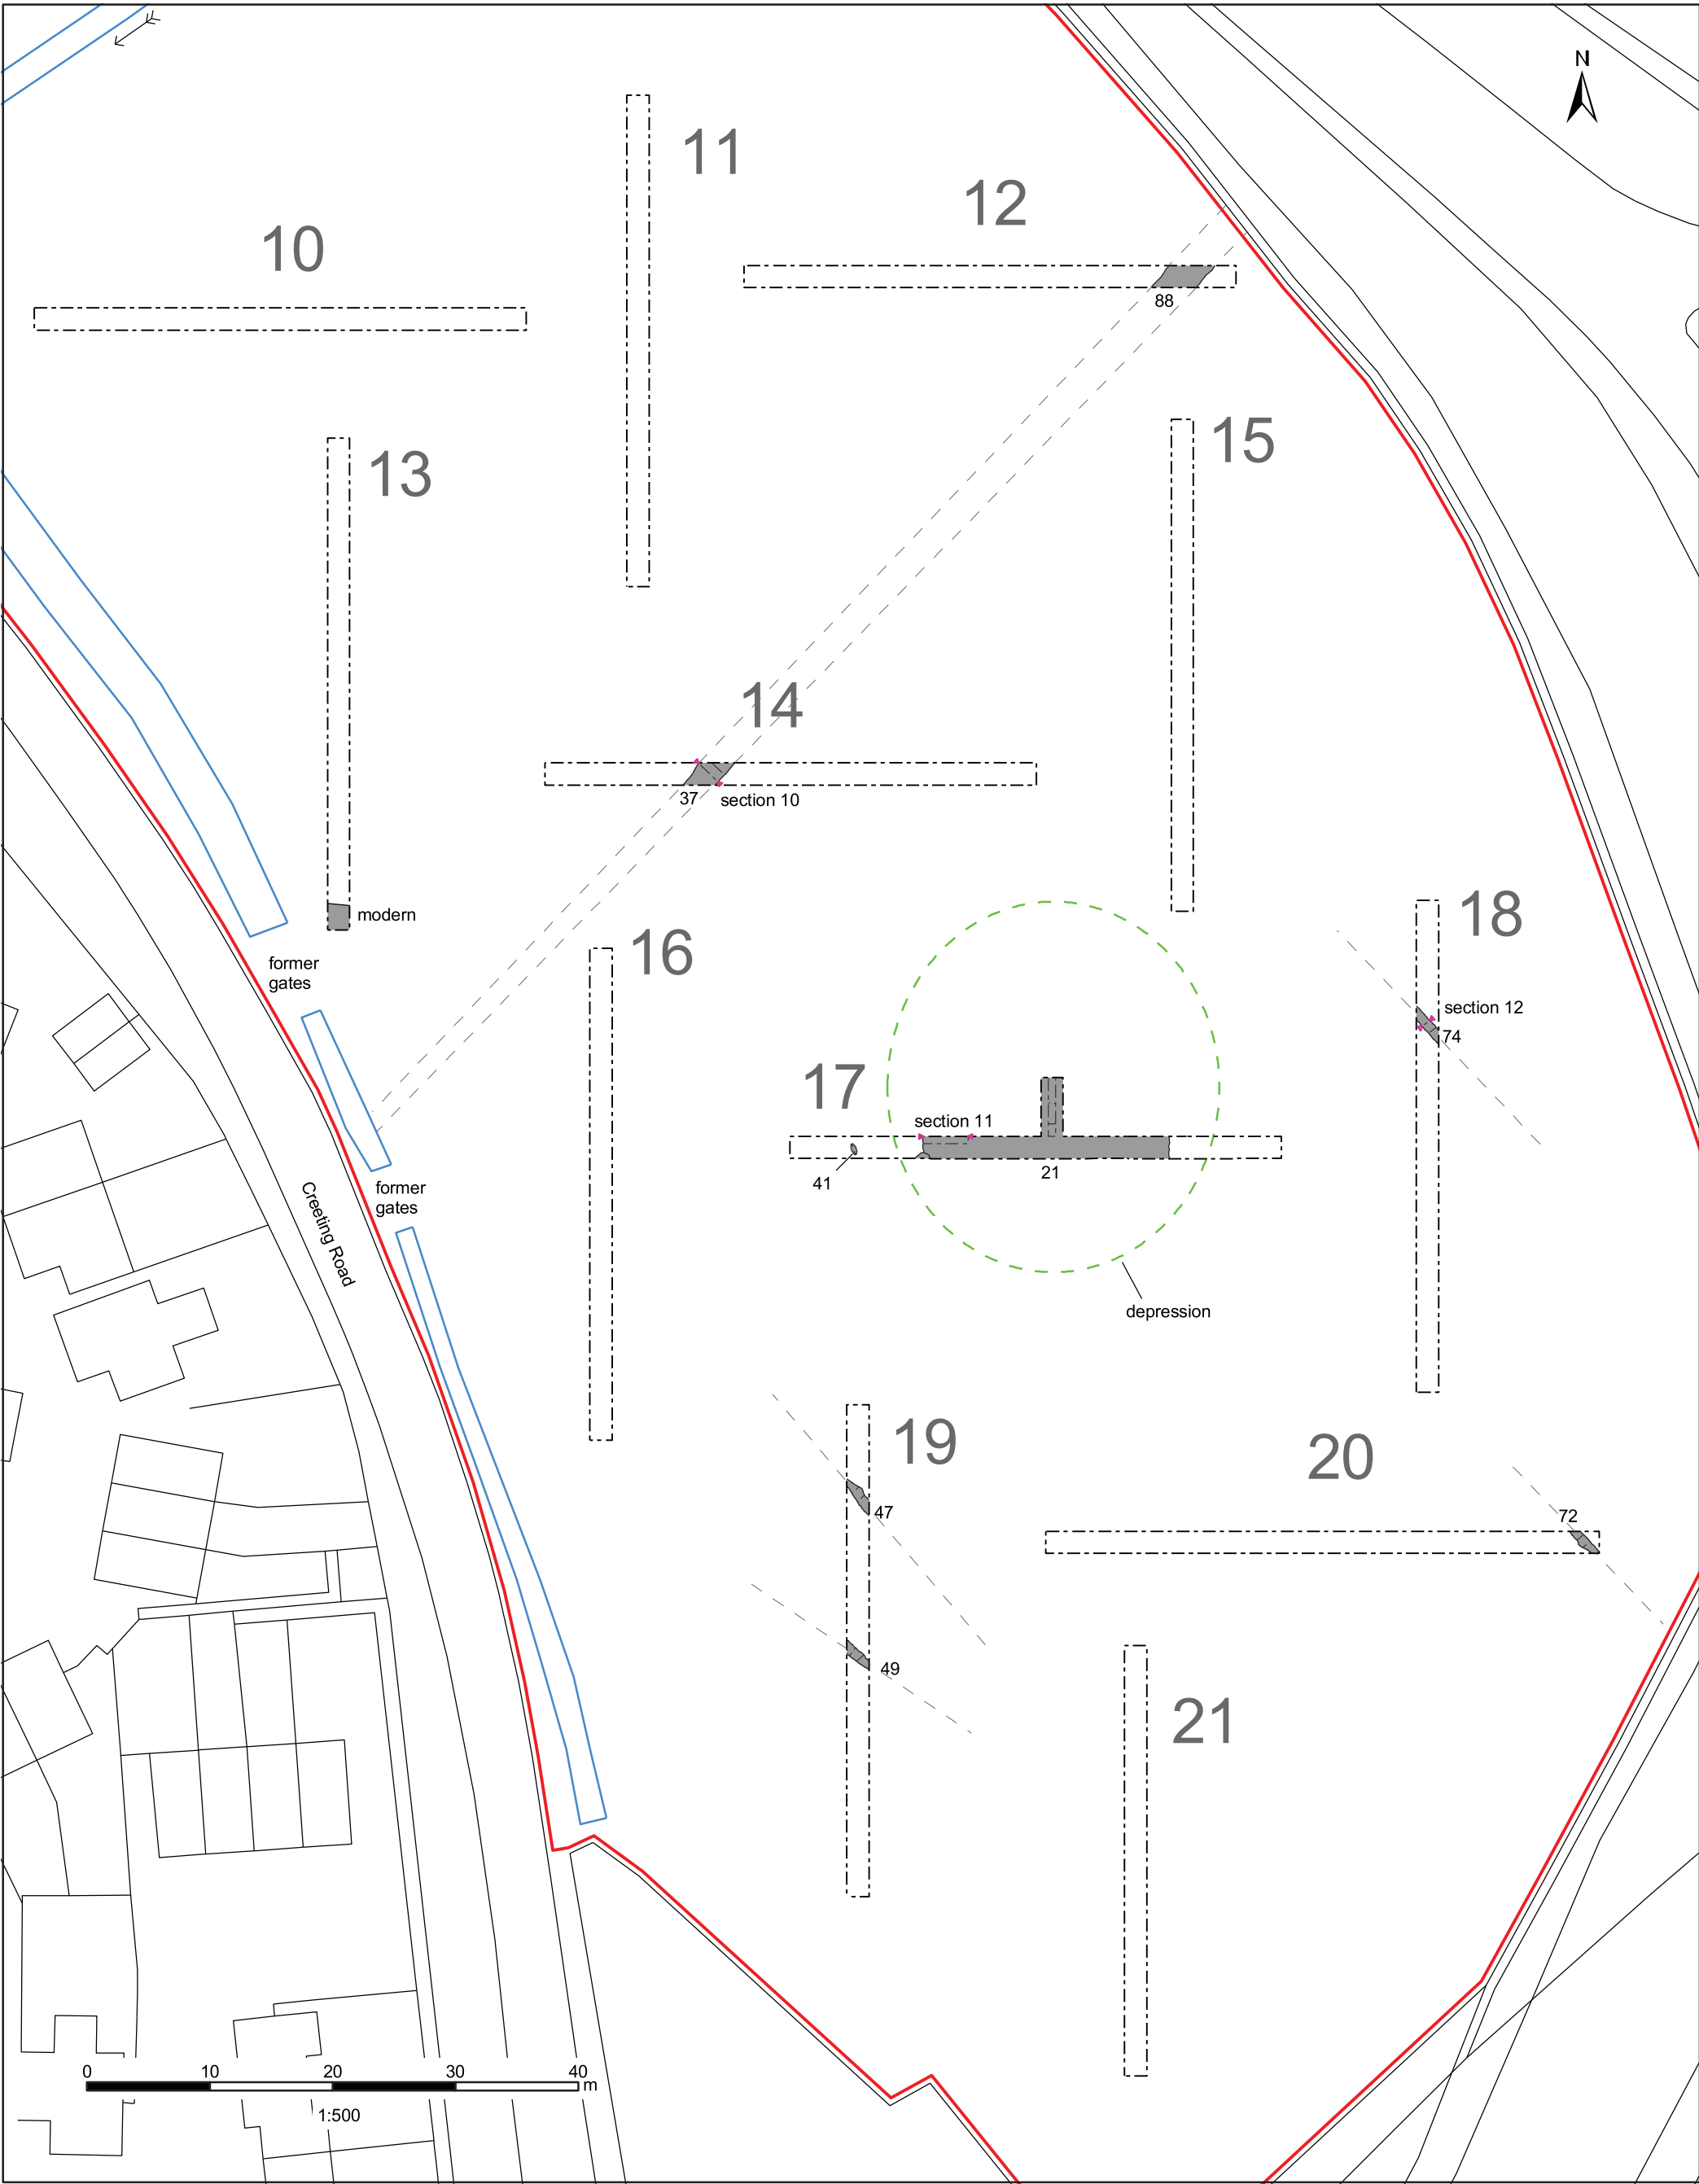 N
11
12
10
88
15
13
14
37
section 10
modern
18
former
gates
16
section 12
74
17
section 11
41
21
former
gates
Creeting Road
depression
19
20
47
72
49
21
0
10
20
30
40
m
1:500